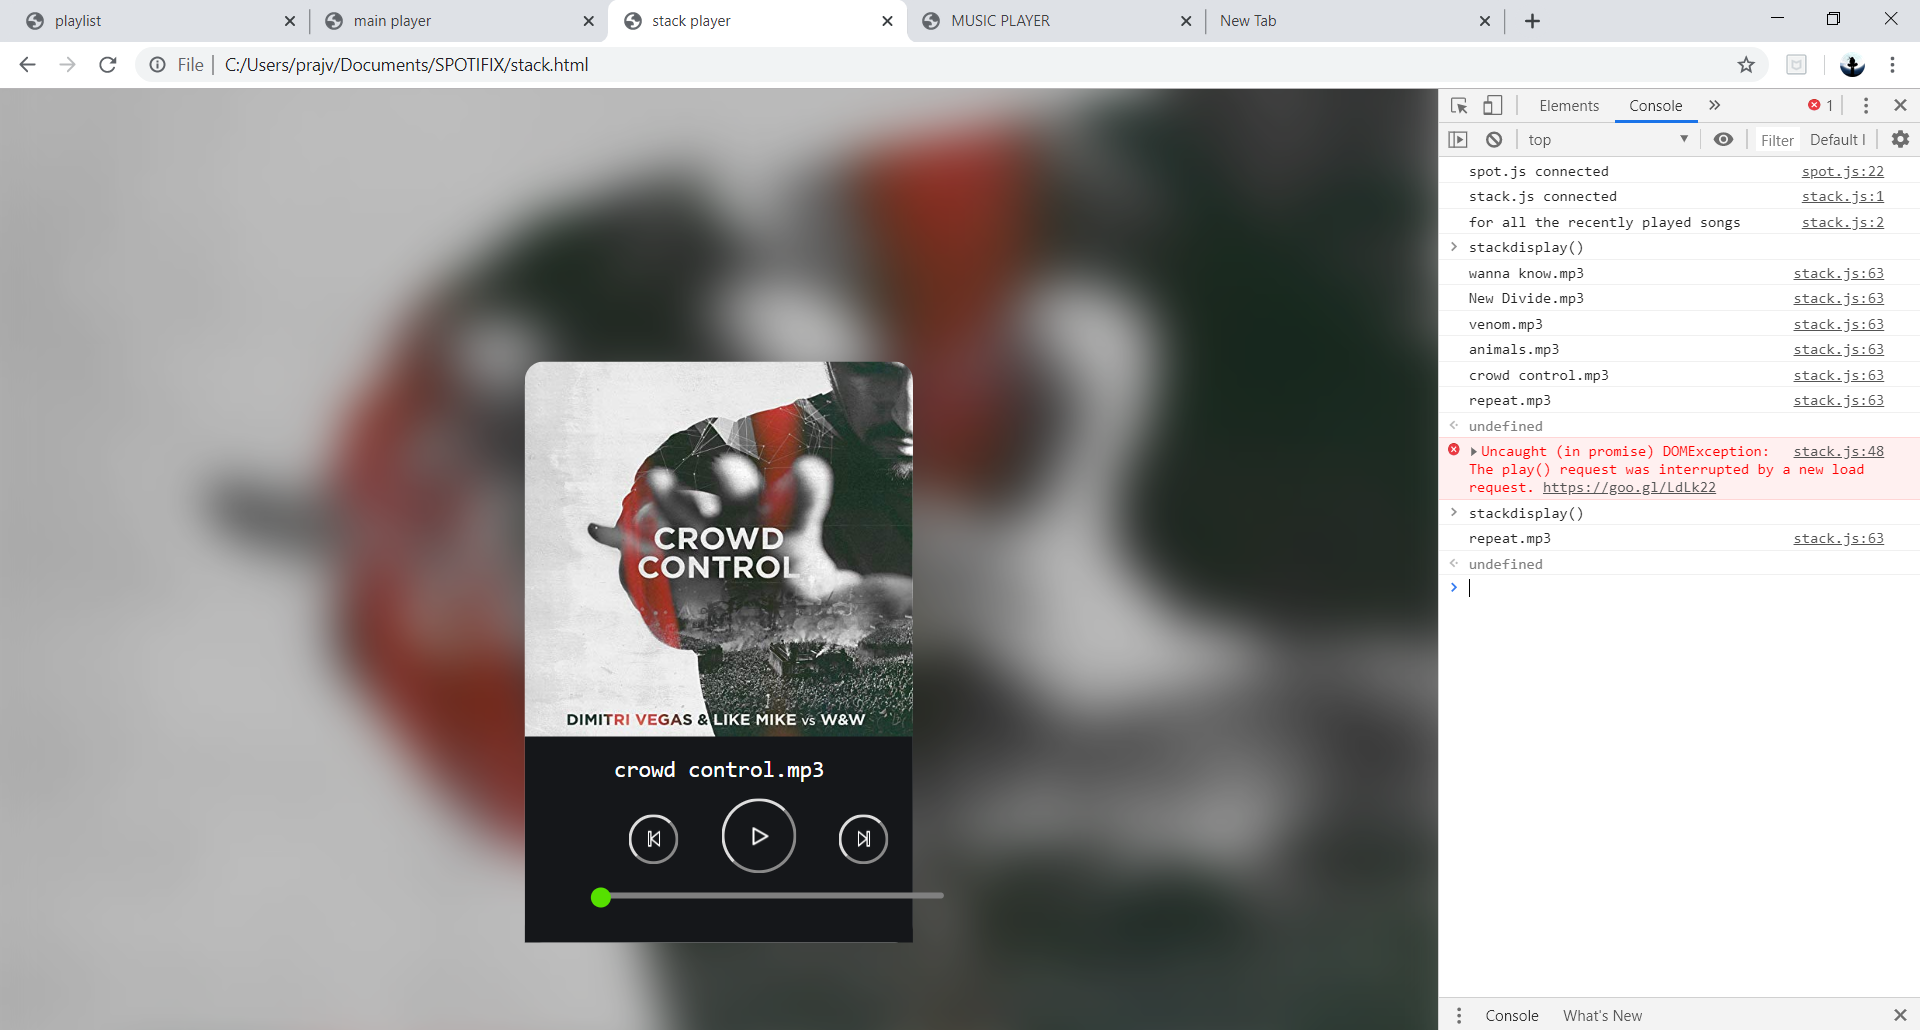 playlist
main player
stack player
MUSIC PLAYER
New Tab
File
C:/Users/prajv/Documents/SPOTIFIX/stack.html
Elements
Console
1
top
Filter
Default l
spot.js connected spot.js:22
stack.js connected stack.js:1
for all the recently played songs stack.js:2
stackdisplay()
wanna know.mp3 stack.js:63
New Divide.mp3 stack.js:63
venom.mp3 stack.js:63
animals.mp3 stack.js:63
crowd control.mp3 stack.js:63
repeat.mp3 stack.js:63
undefined
Uncaught (in promise) DOMException: stack.js:48
The play() request was interrupted by a new load
request. https://goo.gl/LdLk22
stackdisplay()
repeat.mp3 stack.js:63
undefined
CROWD
CONTROL
DIMITRI VEGAS & LIKE MIKE vs W&W
crowd control.mp3
Console
What's New